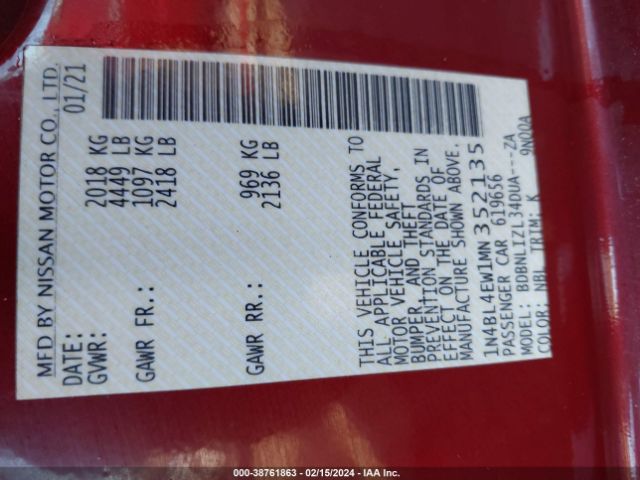 MFD BY NISSAN MOTOR CO., LTD.
DATE: 01/21
GVWR: 2018 KG
4449 LB
GAWR FR.: 1097 KG
2418 LB
GAWR RR.: 969 KG
2136 LB
THIS VEHICLE CONFORMS TO
ALL APPLICABLE FEDERAL
MOTOR VEHICLE SAFETY,
BUMPER, AND THEFT
PREVENTION STANDARDS IN
EFFECT ON THE DATE OF
MANUFACTURE SHOWN ABOVE.
1N4BL4EW1MN352135
PASSENGER CAR 619656
MODEL: BDBNLIZL34DUA---ZA
COLOR: NBL TRIM: K 9N00A
000-38761863 - 02/15/2024 - IAA Inc.